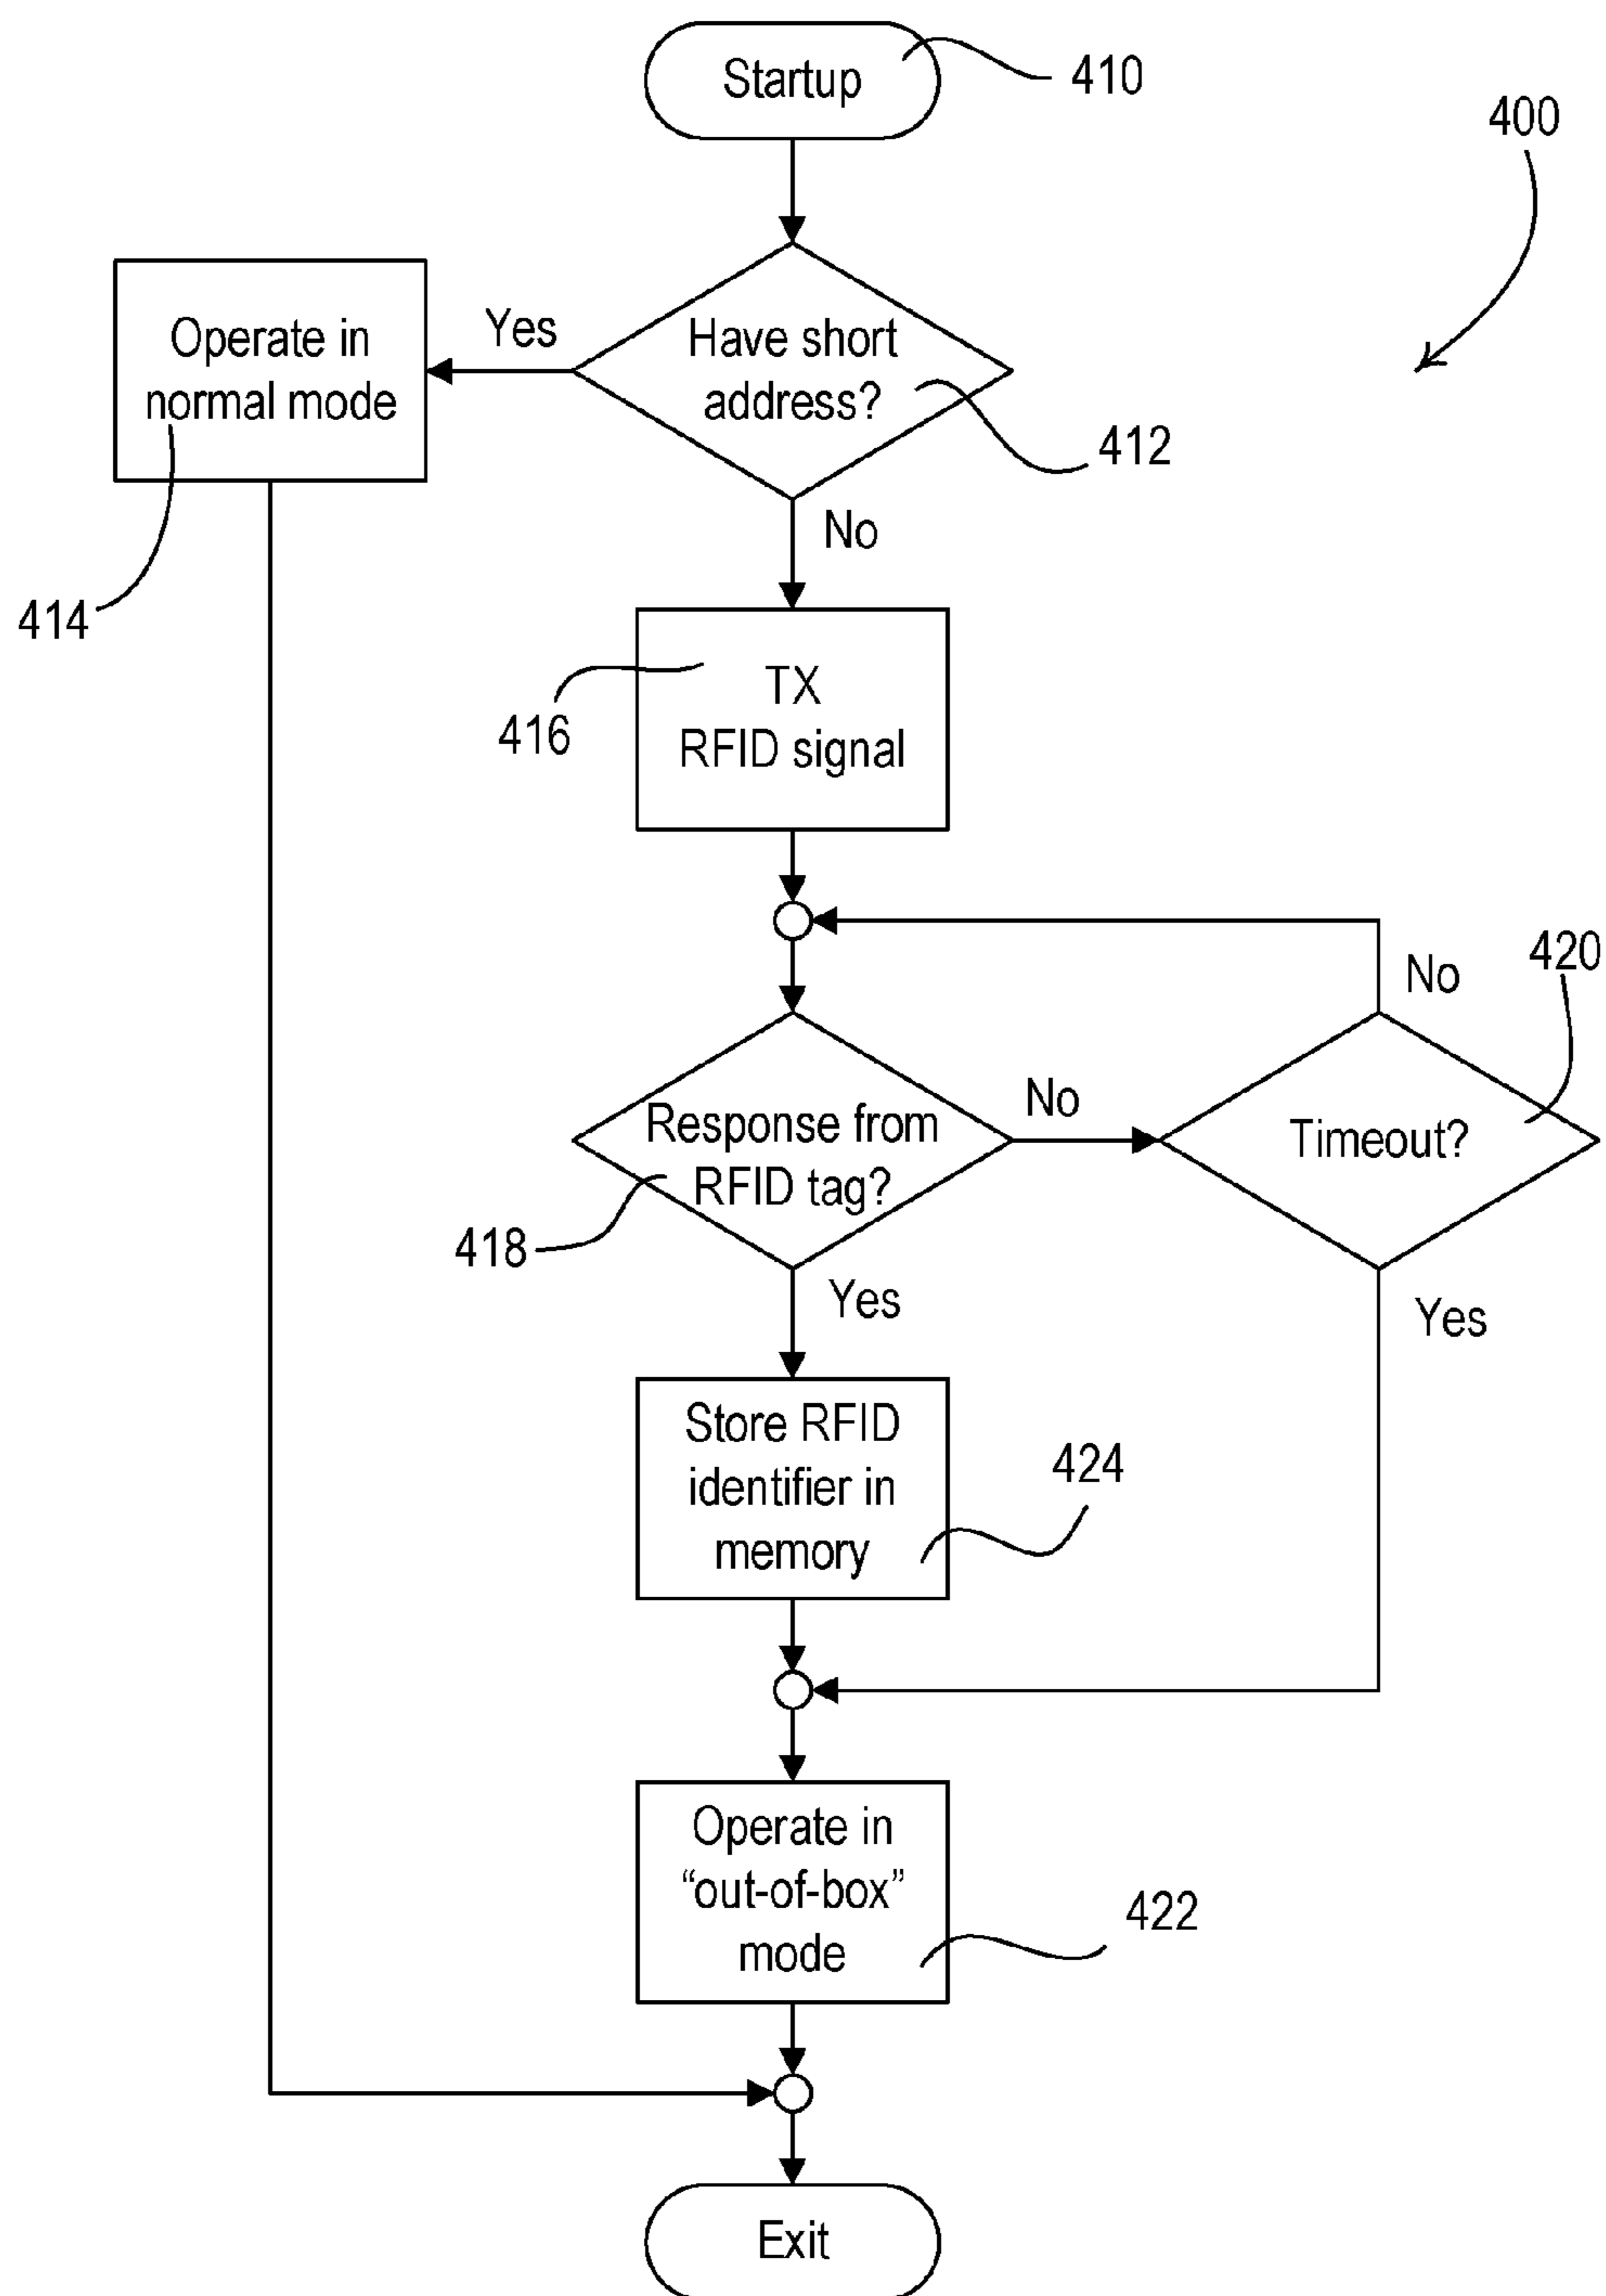 Startup
410
400
Operate in
normal mode
Yes
Have short
address?
412
No
414
TX
RFID signal
416
No
420
Response from
RFID tag?
No
Timeout?
418
Yes
Yes
Store RFID
identifier in
memory
424
Operate in
“out-of-box”
mode
422
Exit